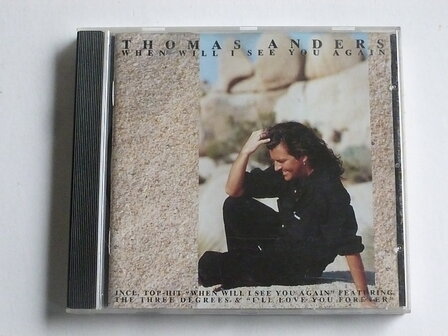 THOMAS ANDERS
WHEN WILL I SEE YOU AGAIN
INCL. TOP-HIT "WHEN WILL I SEE YOU AGAIN" FEATURING
THE THREE DEGREES & "I'LL LOVE YOU FOREVER"